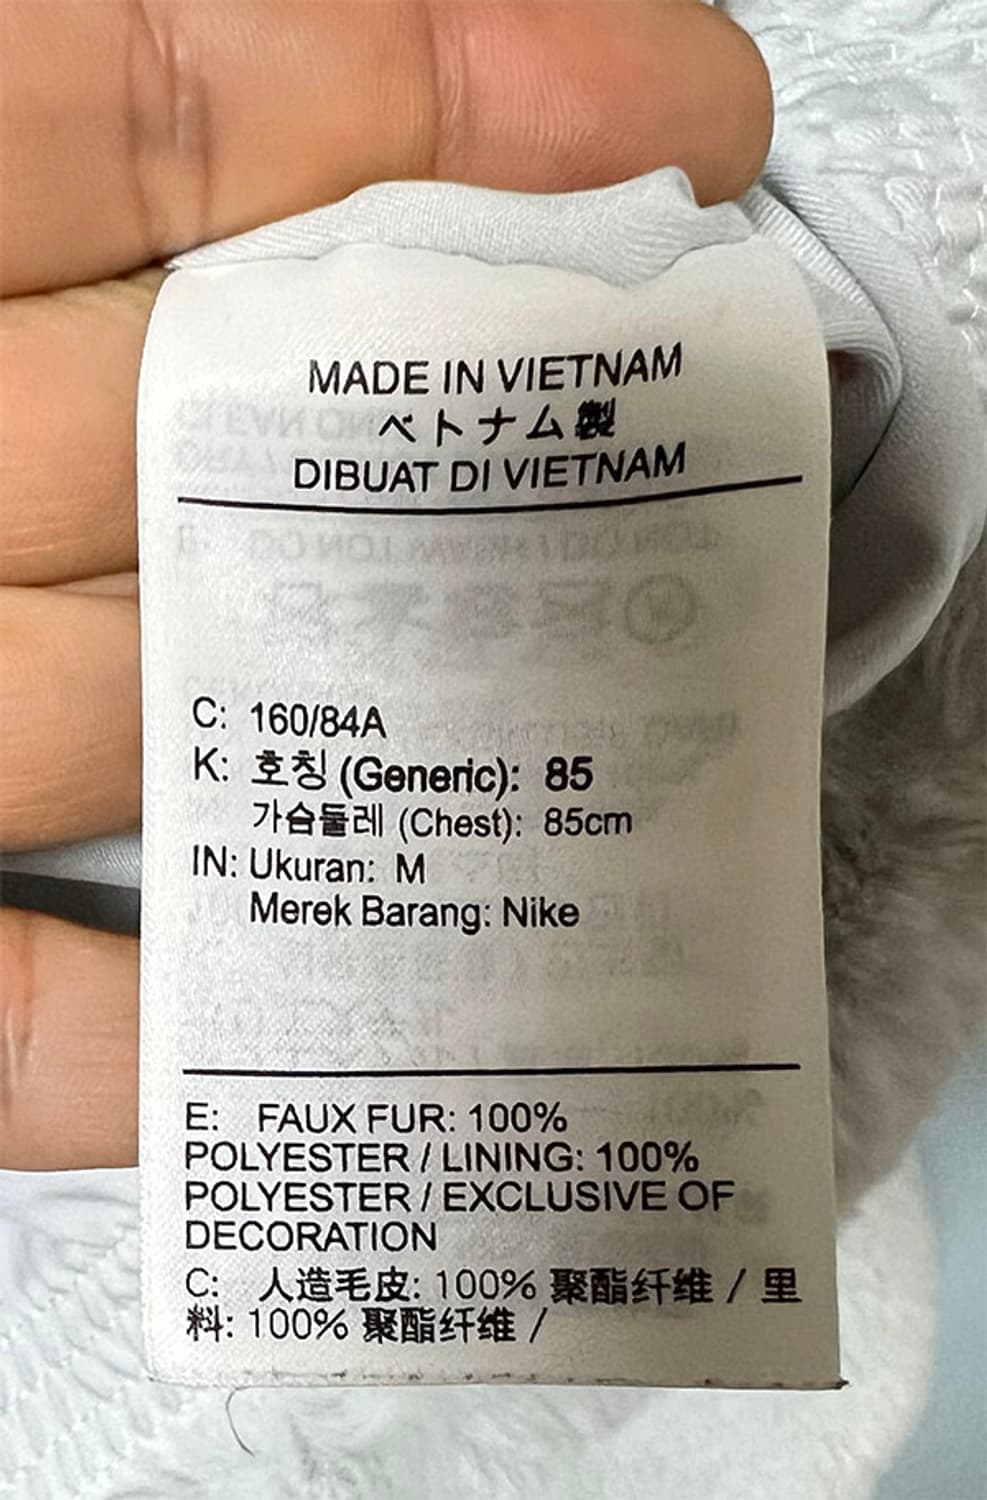 MADE IN VIETNAM
ベトナム製
DIBUAT DI VIETNAM
C: 160/84A
K: 호칭 (Generic): 85
가슴둘레 (Chest): 85cm
IN: Ukuran: M
Merek Barang: Nike
E: FAUX FUR: 100%
POLYESTER / LINING: 100%
POLYESTER / EXCLUSIVE OF
DECORATION
C: 人造毛皮: 100% 聚酯纤维 / 里
料: 100% 聚酯纤维 /